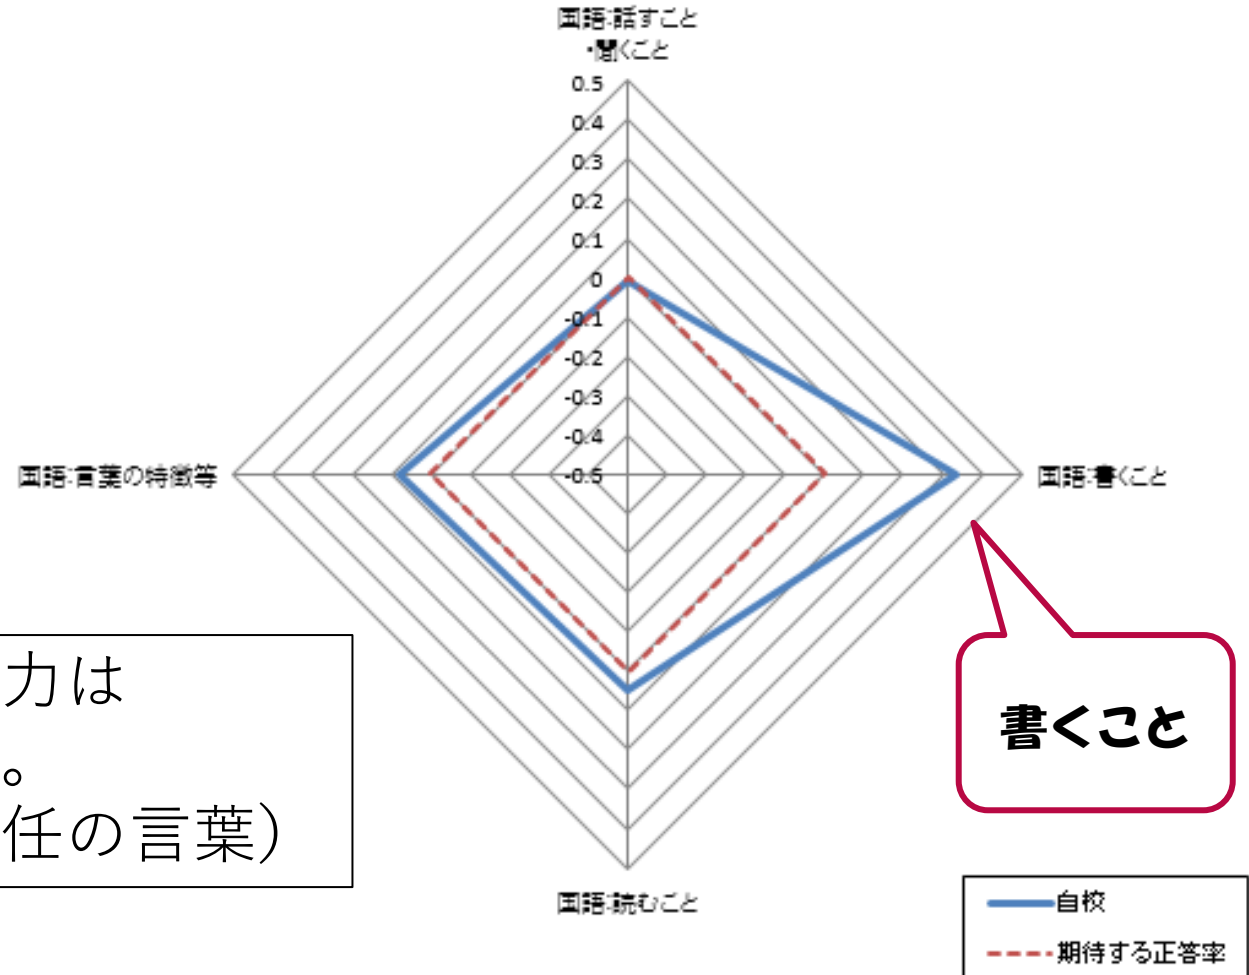 国語:話すこと
・聞くこと
0.5
0.4
0.3
0.2
0.1
0
-0.1
-0.2
-0.3
-0.4
-0.5
国語:言葉の特徴等
国語:書くこと
力は
。
任の言葉）
書くこと
国語:読むこと
自校
期待する正答率